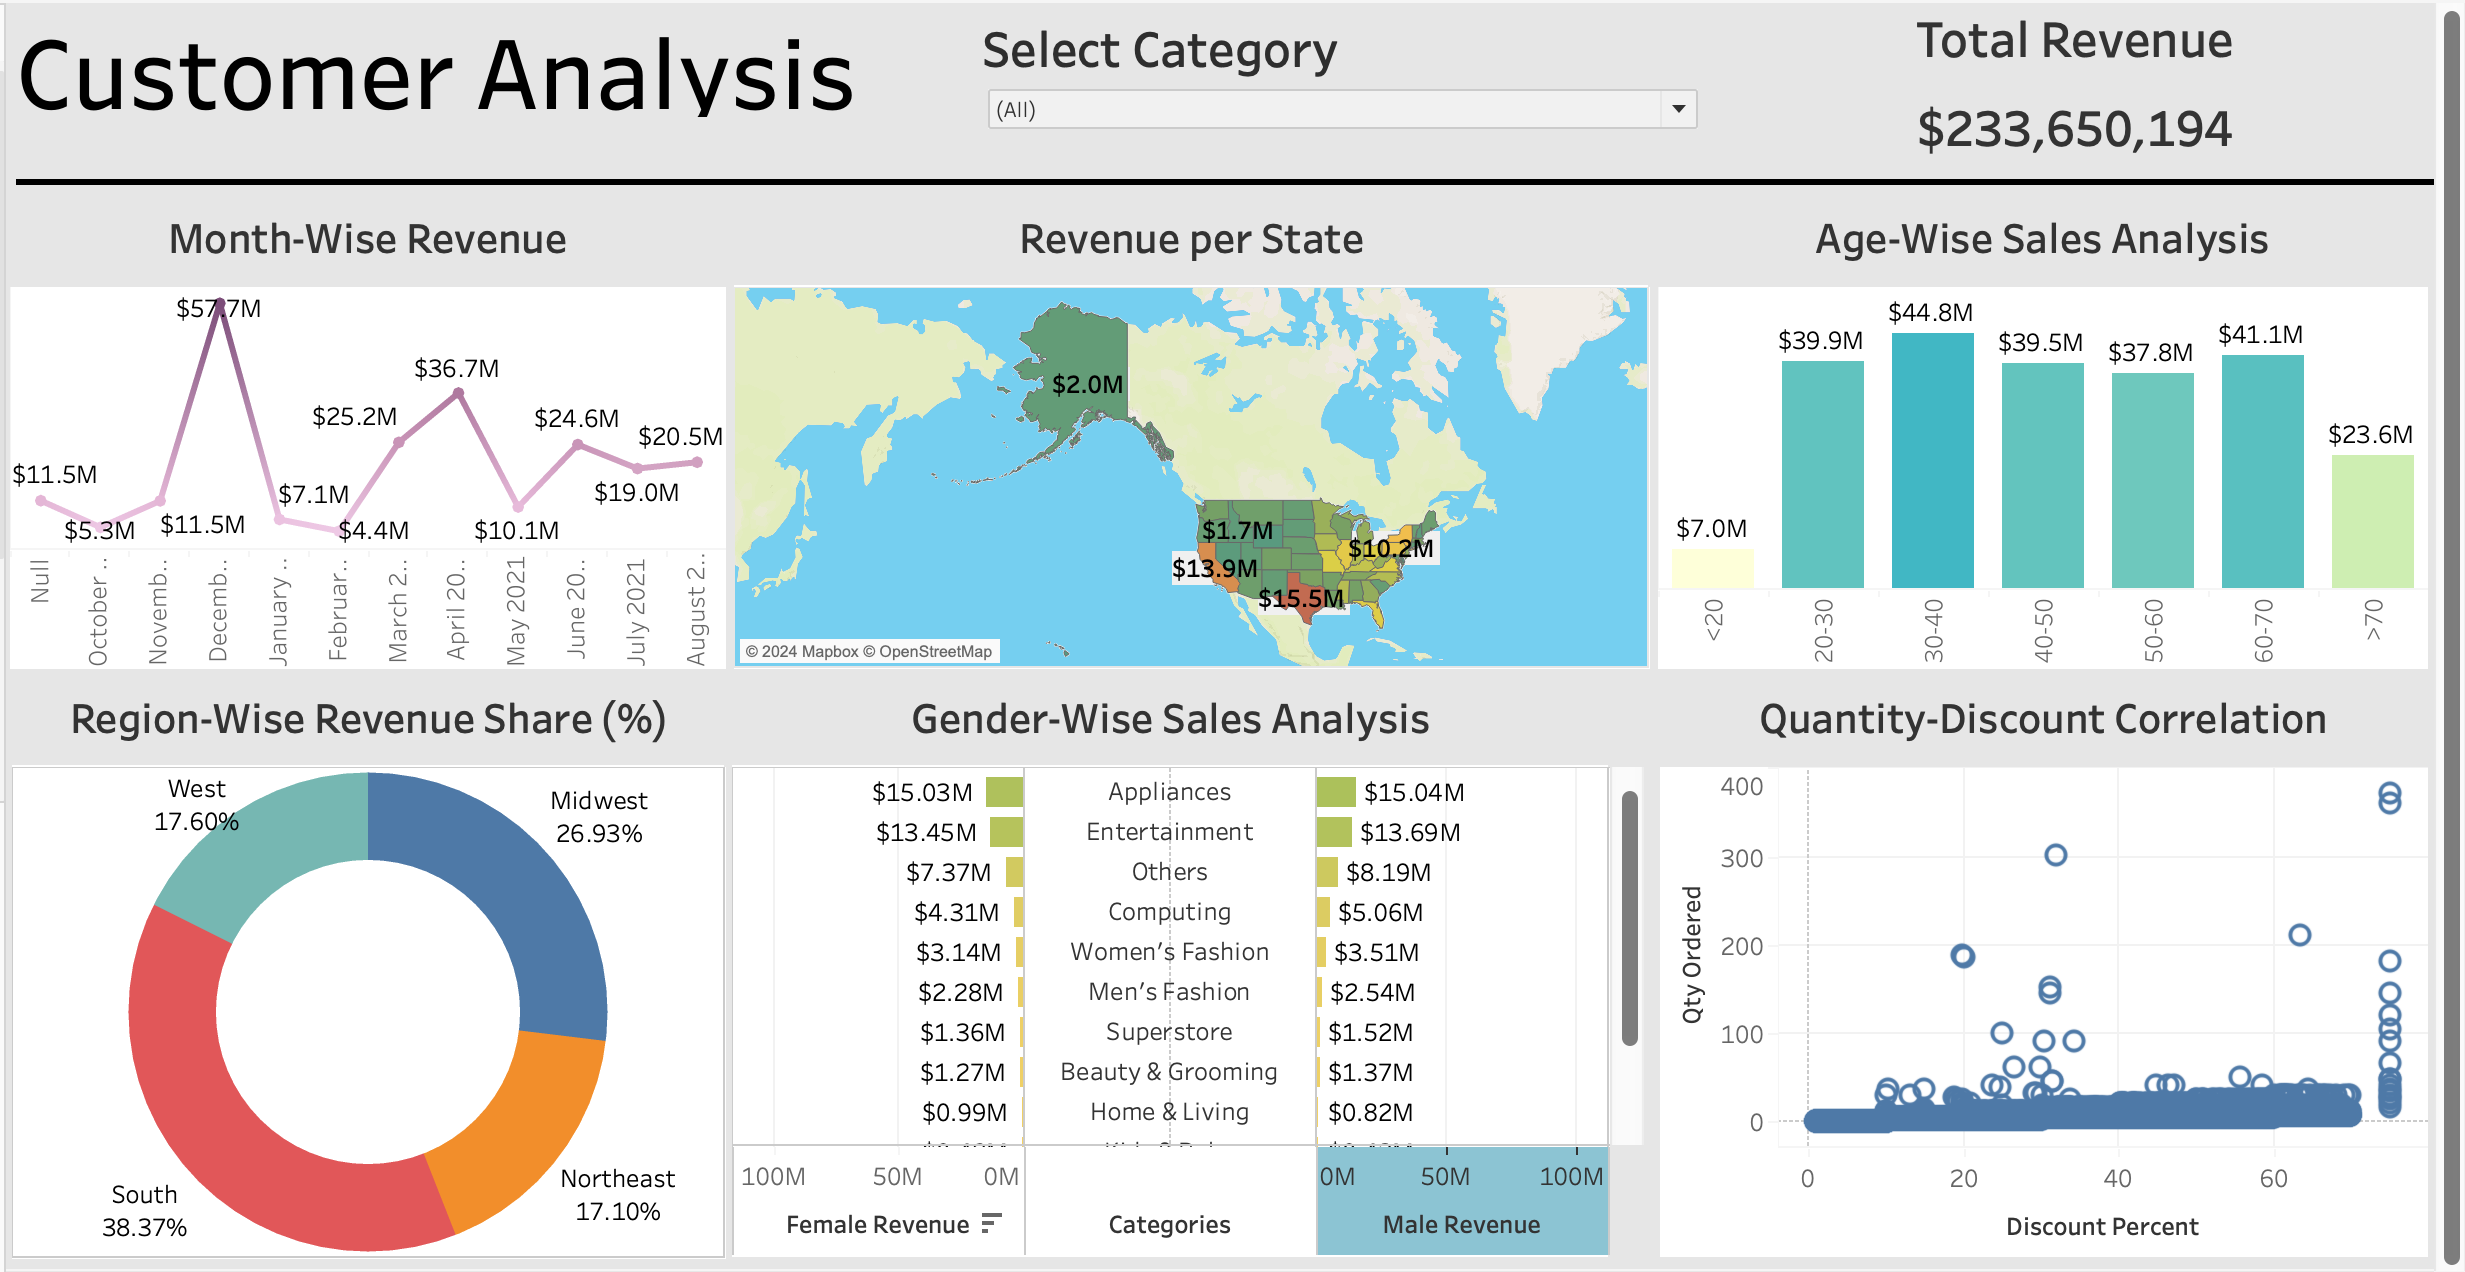 Customer Analysis
Select Category
(All)
Total Revenue
$233,650,194
Month-Wise Revenue
$11.5M
$5.3M
$11.5M
$57.7M
$7.1M
$4.4M
$25.2M
$36.7M
$10.1M
$24.6M
$19.0M
$20.5M
Null
October ..
Novemb..
Decemb..
January ..
Februar..
March 2..
April 20..
May 2021
June 20..
July 2021
August 2..
Revenue per State
$2.0M
$1.7M
$10.2M
$13.9M
$15.5M
© 2024 Mapbox © OpenStreetMap
Age-Wise Sales Analysis
$7.0M
$39.9M
$44.8M
$39.5M
$37.8M
$41.1M
$23.6M
<20
20-30
30-40
40-50
50-60
60-70
>70
Region-Wise Revenue Share (%)
West
17.60%
Midwest
26.93%
South
38.37%
Northeast
17.10%
Gender-Wise Sales Analysis
$15.03M Appliances $15.04M
$13.45M Entertainment $13.69M
$7.37M Others $8.19M
$4.31M Computing $5.06M
$3.14M Women's Fashion $3.51M
$2.28M Men's Fashion $2.54M
$1.36M Superstore $1.52M
$1.27M Beauty & Grooming $1.37M
$0.99M Home & Living $0.82M
100M 50M 0M 0M 50M 100M
Female Revenue Categories Male Revenue
Quantity-Discount Correlation
400
300
200
100
0
Qty Ordered
0 20 40 60
Discount Percent